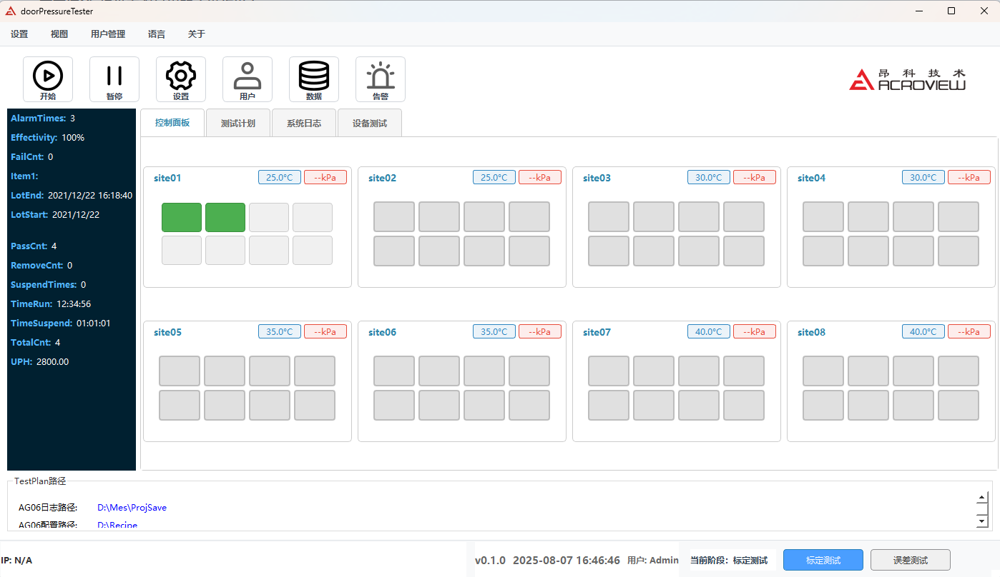 doorPressureTester
设置 视图 用户管理 语言 关于
开始 暂停 设置 用户 数据 告警
昂科技术
ACROVIEW
控制面板 测试计划 系统日志 设备测试
AlarmTimes: 3
Effectivity: 100%
FailCnt: 0
Item1:
LotEnd: 2021/12/22 16:18:40
LotStart: 2021/12/22
PassCnt: 4
RemoveCnt: 0
SuspendTimes: 0
TimeRun: 12:34:56
TimeSuspend: 01:01:01
TotalCnt: 4
UPH: 2800.00
site01 25.0°C --kPa
site02 25.0°C --kPa
site03 30.0°C --kPa
site04 30.0°C --kPa
site05 35.0°C --kPa
site06 35.0°C --kPa
site07 40.0°C --kPa
site08 40.0°C --kPa
TestPlan路径
AG06日志路径: D:\Mes\ProjSave
AG06配置路径: D:\Recipe
IP: N/A
v0.1.0 2025-08-07 16:46:46 用户: Admin 当前阶段: 标定测试 标定测试 误差测试